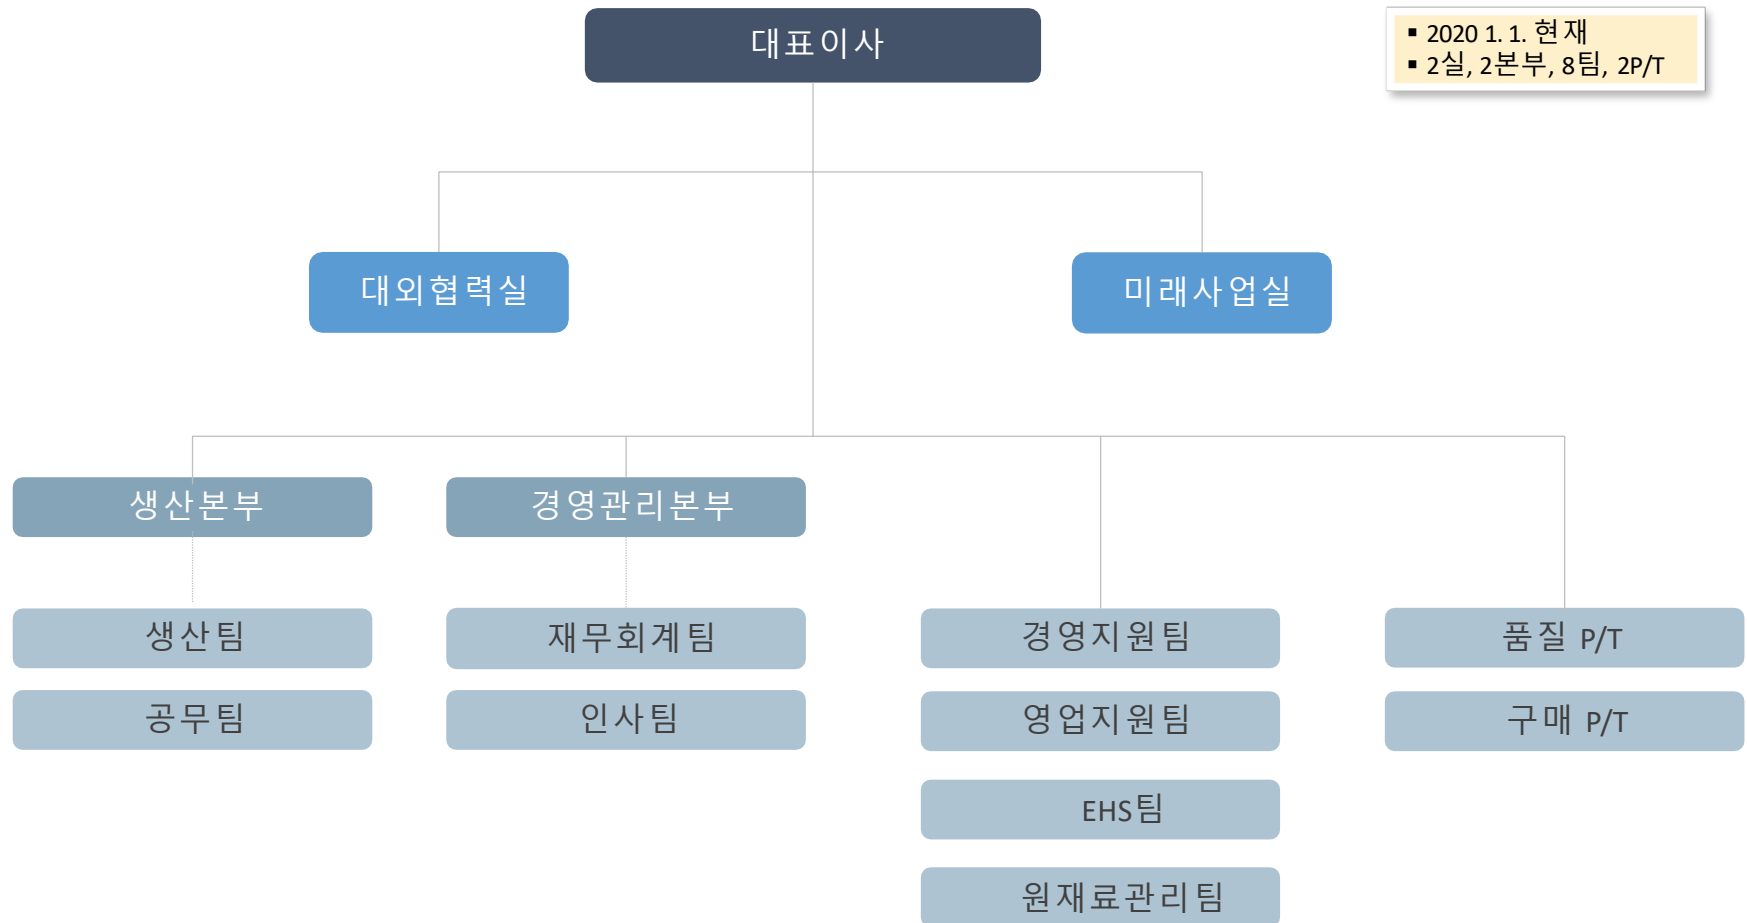 대표이사
▪ 2020 1. 1. 현재
▪ 2실, 2본부, 8팀, 2P/T
대외협력실
미래사업실
생산본부
경영관리본부
생산팀
재무회계팀
경영지원팀
품질 P/T
공무팀
인사팀
영업지원팀
구매 P/T
EHS팀
원재료관리팀